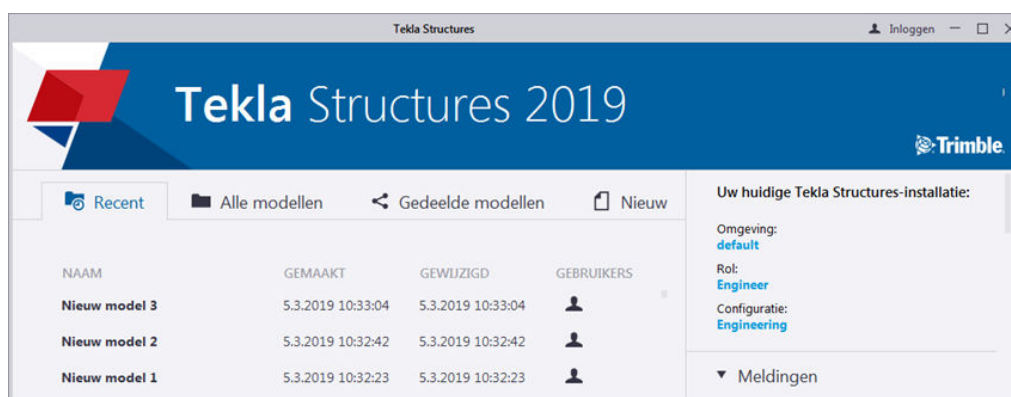 Tekla Structures
Inloggen
Tekla Structures 2019
Trimble.
Recent
Alle modellen
Gedeelde modellen
Nieuw
NAAM GEMAAKT GEWIJZIGD GEBRUIKERS
Nieuw model 3 5.3.2019 10:33:04 5.3.2019 10:33:04
Nieuw model 2 5.3.2019 10:32:42 5.3.2019 10:32:42
Nieuw model 1 5.3.2019 10:32:23 5.3.2019 10:32:23
Uw huidige Tekla Structures-installatie:
Omgeving:
default
Rol:
Engineer
Configuratie:
Engineering
Meldingen